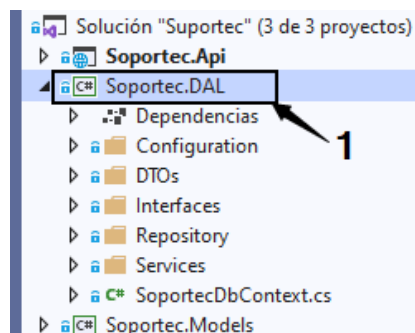 Solución "Suportec" (3 de 3 proyectos)
Soportec.Api
C# Soportec.DAL
1
Dependencias
Configuration
DTOs
Interfaces
Repository
Services
C# SoportecDbContext.cs
C# Soportec.Models